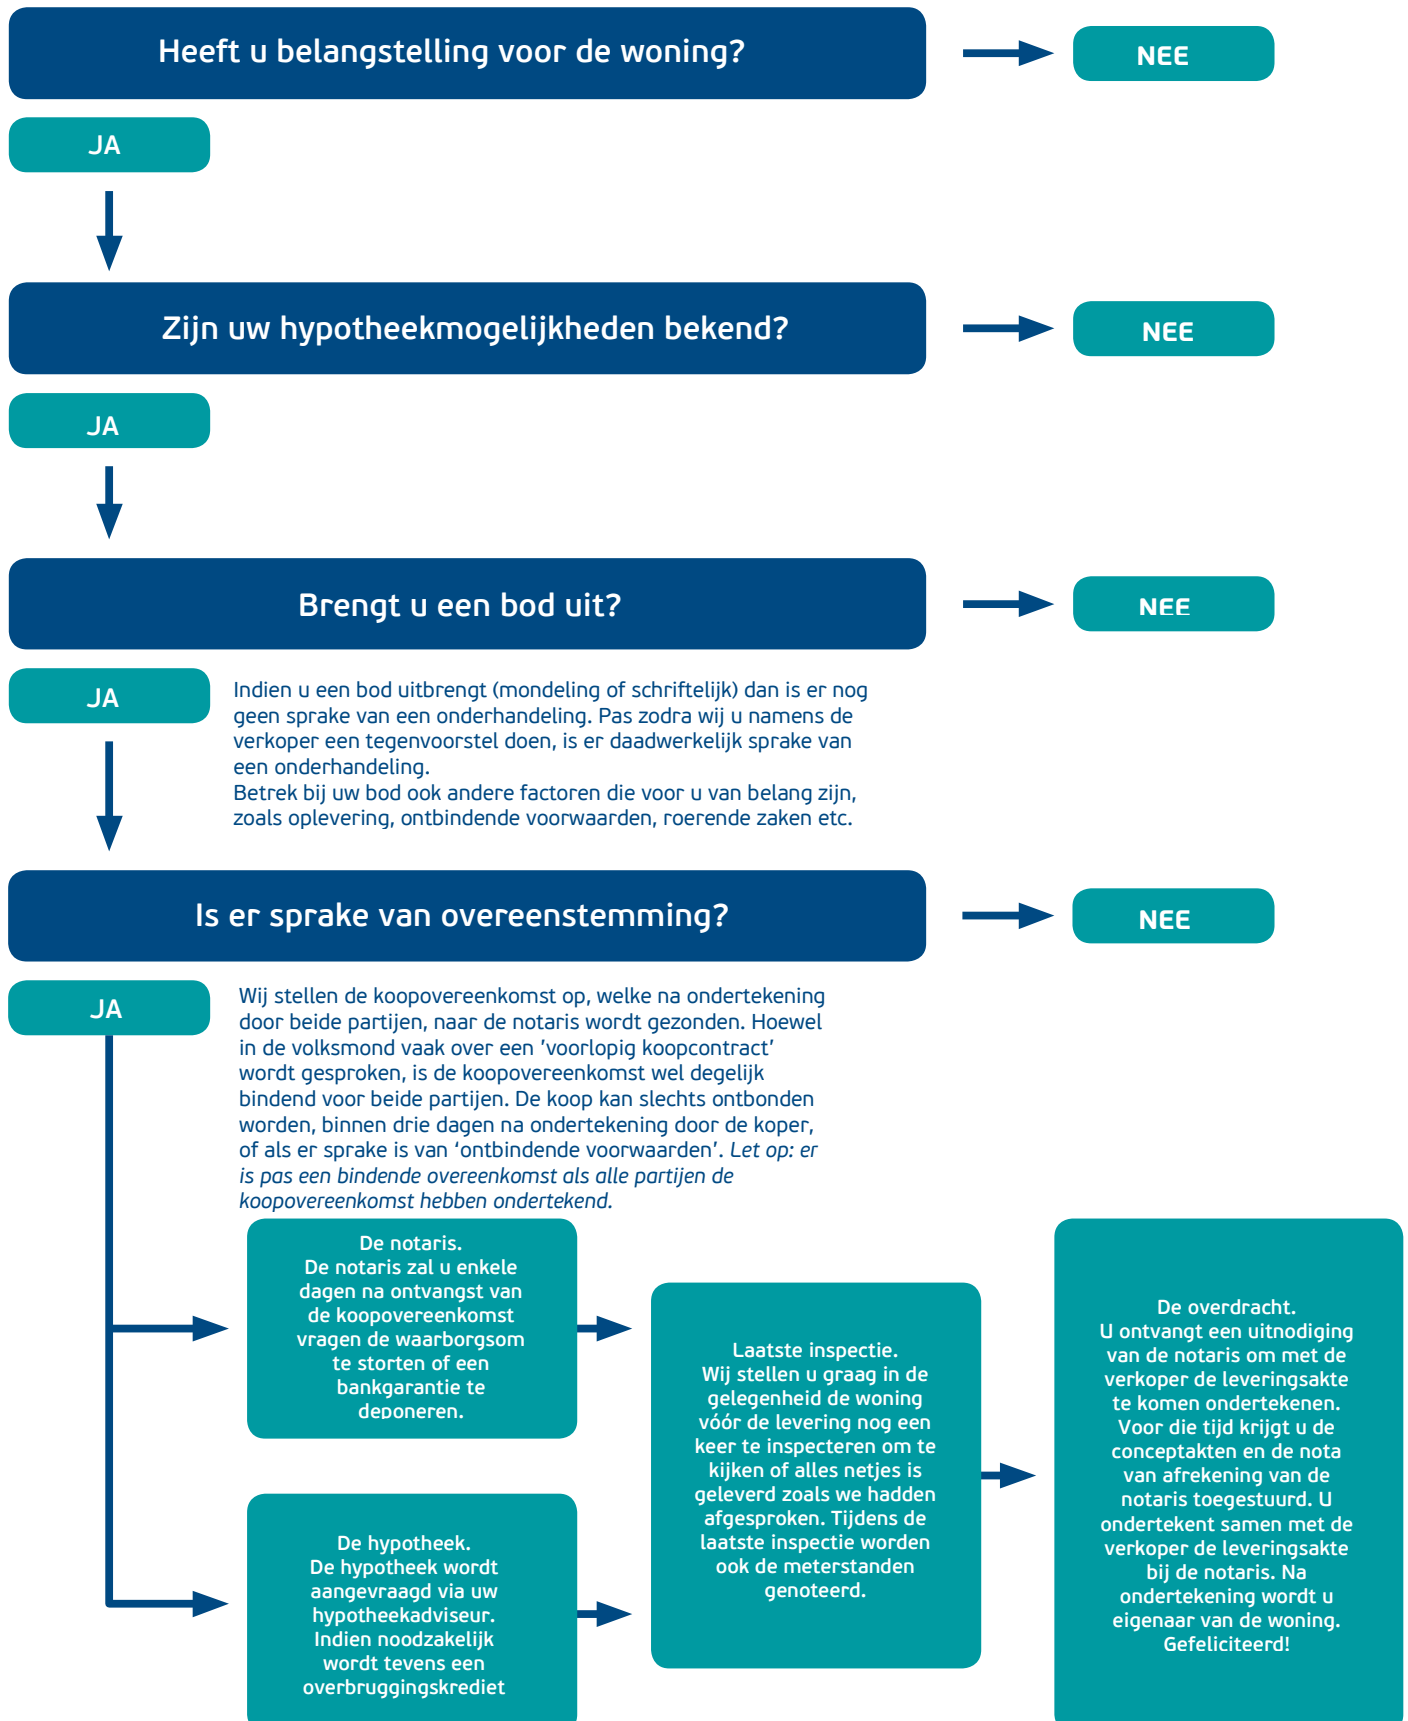 Heeft u belangstelling voor de woning?
NEE
JA
Zijn uw hypotheekmogelijkheden bekend?
NEE
JA
Brengt u een bod uit?
NEE
JA
Indien u een bod uitbrengt (mondeling of schriftelijk) dan is er nog
geen sprake van een onderhandeling. Pas zodra wij u namens de
verkoper een tegenvoorstel doen, is er daadwerkelijk sprake van
een onderhandeling.
Betrek bij uw bod ook andere factoren die voor u van belang zijn,
zoals oplevering, ontbindende voorwaarden, roerende zaken etc.
Is er sprake van overeenstemming?
NEE
JA
Wij stellen de koopovereenkomst op, welke na ondertekening
door beide partijen, naar de notaris wordt gezonden. Hoewel
in de volksmond vaak over een 'voorlopig koopcontract'
wordt gesproken, is de koopovereenkomst wel degelijk
bindend voor beide partijen. De koop kan slechts ontbonden
worden, binnen drie dagen na ondertekening door de koper,
of als er sprake is van ‘ontbindende voorwaarden’. Let op: er
is pas een bindende overeenkomst als alle partijen de
koopovereenkomst hebben ondertekend.
De notaris.
De notaris zal u enkele
dagen na ontvangst van
de koopovereenkomst
vragen de waarborgsom
te storten of een
bankgarantie te
deponeren.
De hypotheek.
De hypotheek wordt
aangevraagd via uw
hypotheekadviseur.
Indien noodzakelijk
wordt tevens een
overbruggingskrediet
Laatste inspectie.
Wij stellen u graag in de
gelegenheid de woning
vóór de levering nog een
keer te inspecteren om te
kijken of alles netjes is
geleverd zoals we hadden
afgesproken. Tijdens de
laatste inspectie worden
ook de meterstanden
genoteerd.
De overdracht.
U ontvangt een uitnodiging
van de notaris om met de
verkoper de leveringsakte
te komen ondertekenen.
Voor die tijd krijgt u de
conceptakten en de nota
van afrekening van de
notaris toegestuurd. U
ondertekent samen met de
verkoper de leveringsakte
bij de notaris. Na
ondertekening wordt u
eigenaar van de woning.
Gefeliciteerd!